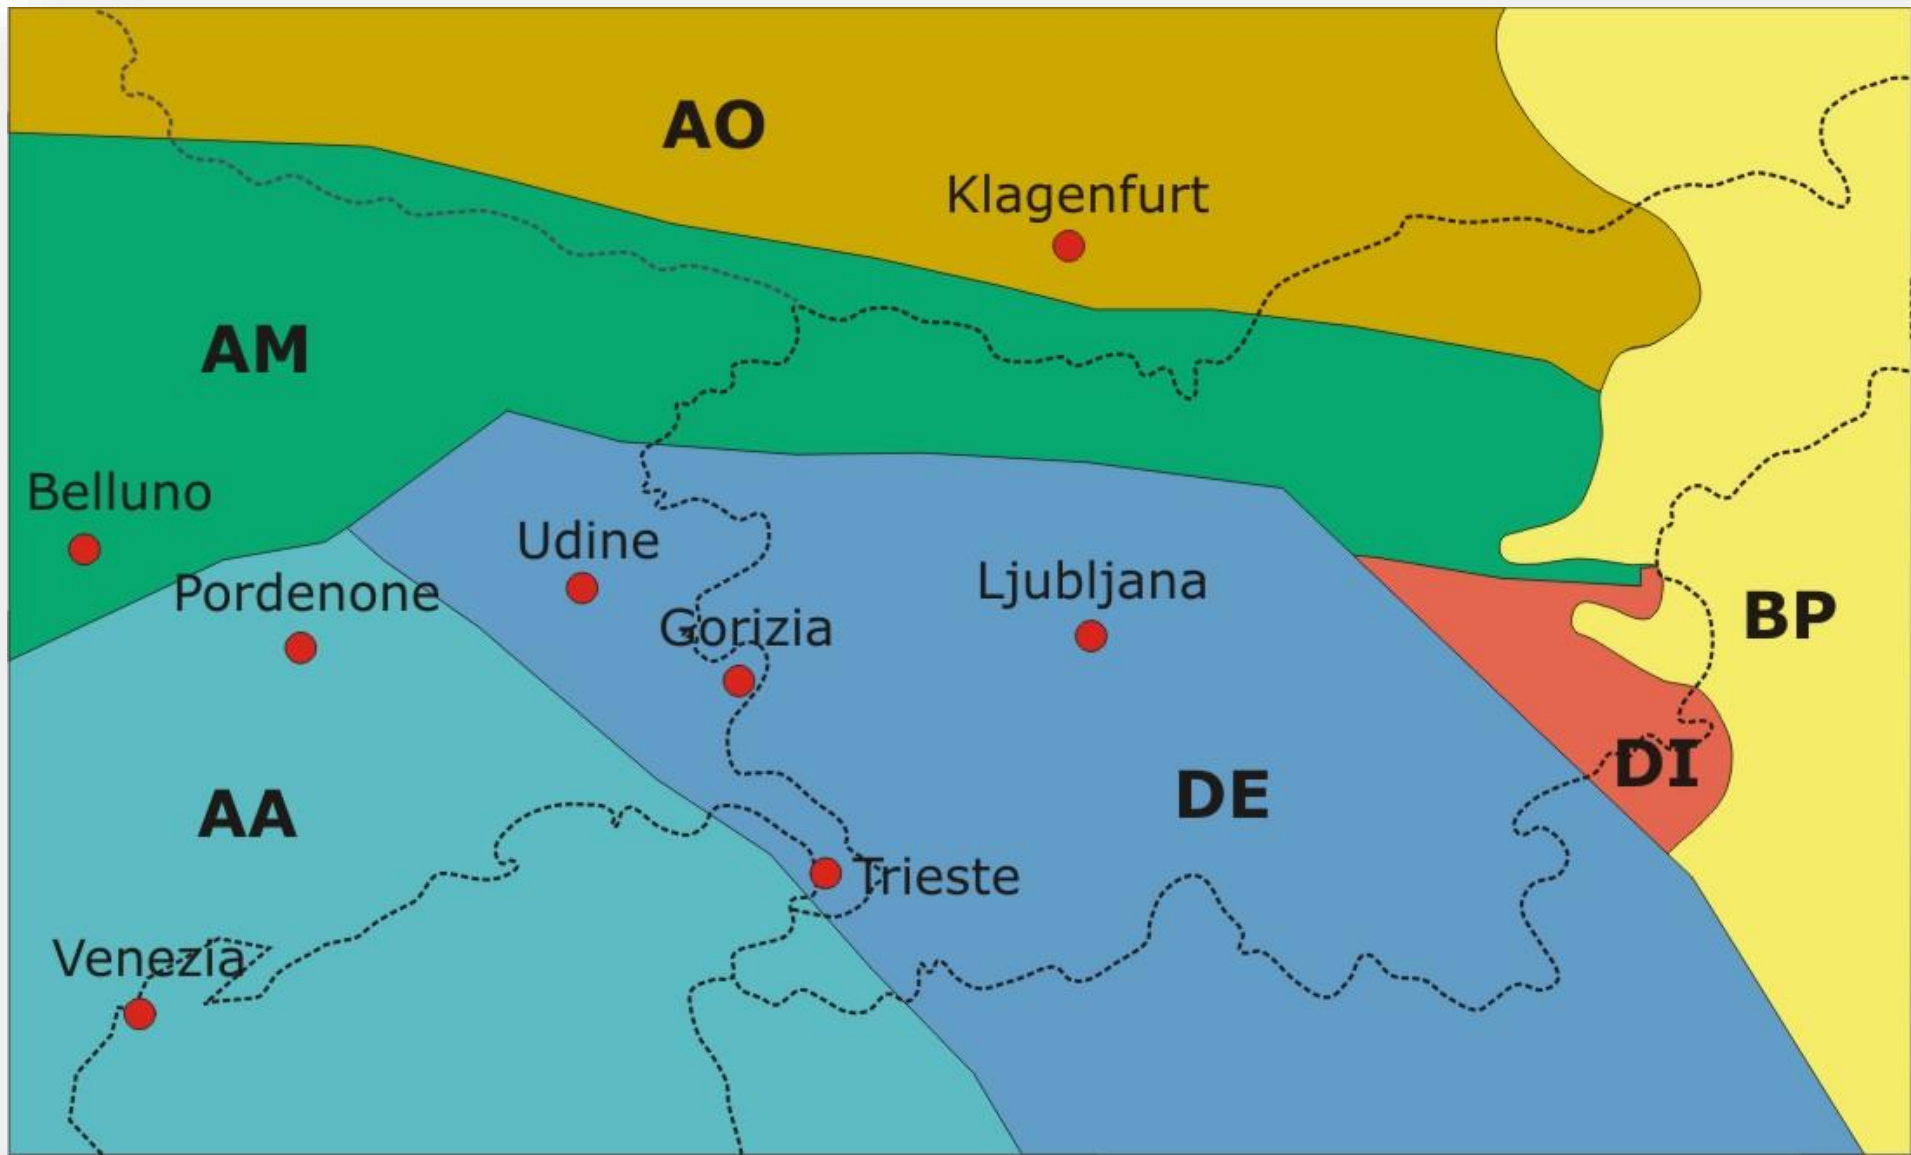 AO
Klagenfurt
AM
Belluno
Udine
Pordenone
Gorizia
Ljubljana
BP
DI
DE
AA
Trieste
Venezia